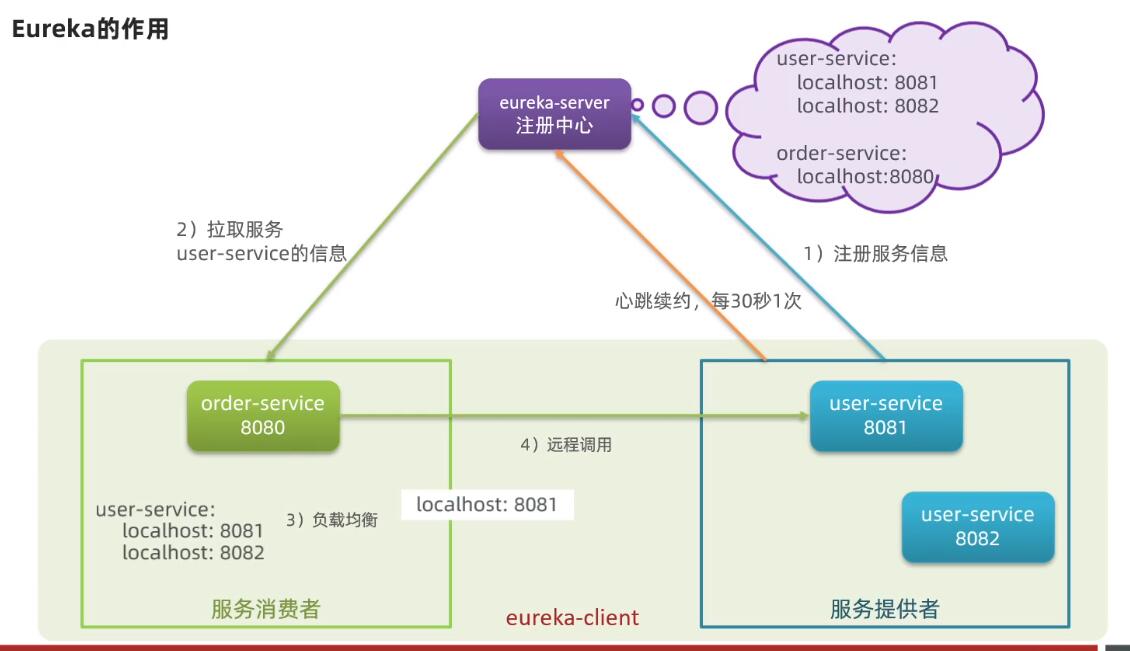 Eureka的作用
eureka-server
注册中心
user-service:
localhost: 8081
localhost: 8082
order-service:
localhost:8080
2）拉取服务
user-service的信息
1）注册服务信息
心跳续约，每30秒1次
order-service
8080
user-service
8081
4）远程调用
user-service:
localhost: 8081
localhost: 8082
3）负载均衡
localhost: 8081
user-service
8082
服务消费者
eureka-client
服务提供者